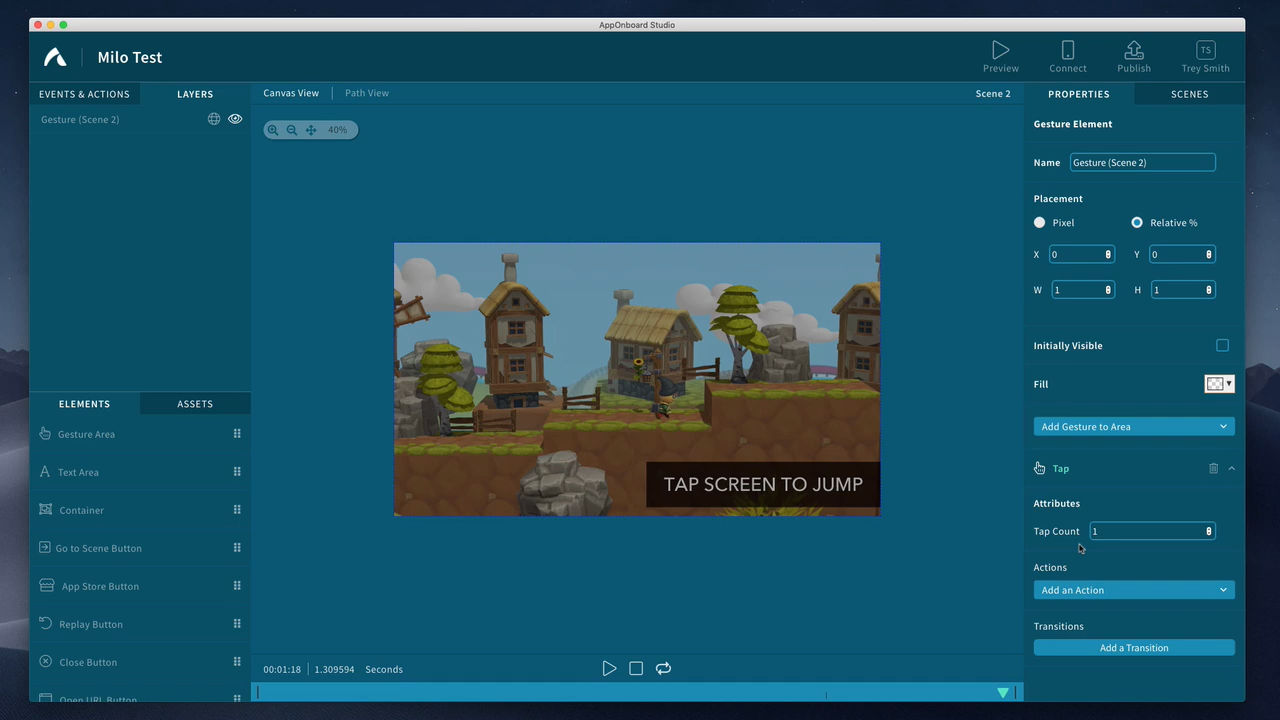 AppOnboard Studio
Milo Test
Preview
Connect
Publish
TS
Trey Smith
EVENTS & ACTIONS
LAYERS
Gesture (Scene 2)
Canvas View
Path View
Scene 2
40%
TAP SCREEN TO JUMP
ELEMENTS
ASSETS
Gesture Area
Text Area
Container
Go to Scene Button
App Store Button
Replay Button
Close Button
Open URL Button
00:01:18
1.309594
Seconds
PROPERTIES
SCENES
Gesture Element
Name
Gesture (Scene 2)
Placement
Pixel
Relative %
X 0
Y 0
W 1
H 1
Initially Visible
Fill
Add Gesture to Area
Tap
Attributes
Tap Count 1
Actions
Add an Action
Transitions
Add a Transition